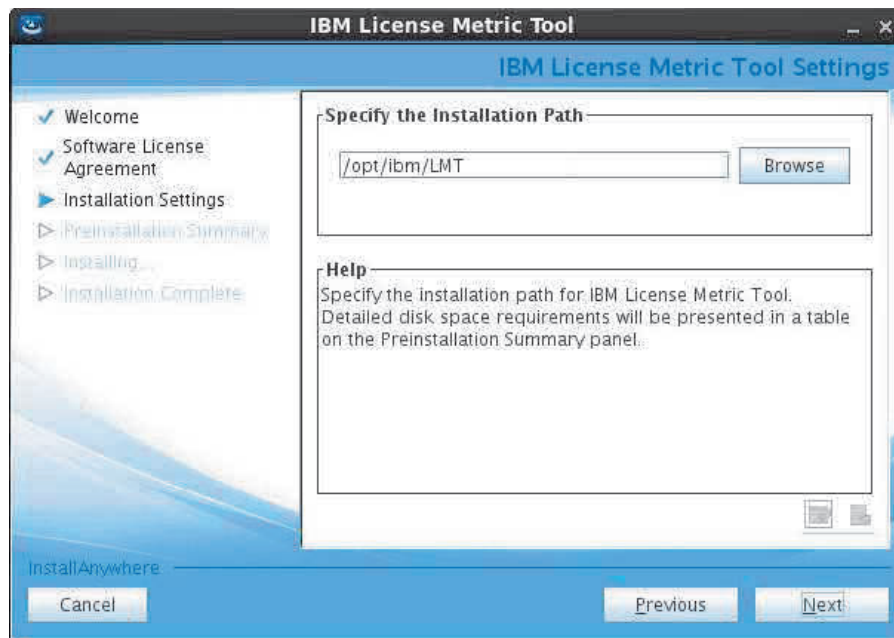 IBM License Metric Tool
IBM License Metric Tool Settings
Welcome
Software License
Agreement
Installation Settings
Preinstallation Summary
Installing...
Installation Complete
Specify the Installation Path
/opt/ibm/LMT
Browse
Help
Specify the installation path for IBM License Metric Tool.
Detailed disk space requirements will be presented in a table
on the Preinstallation Summary panel.
InstallAnywhere
Cancel
Previous
Next